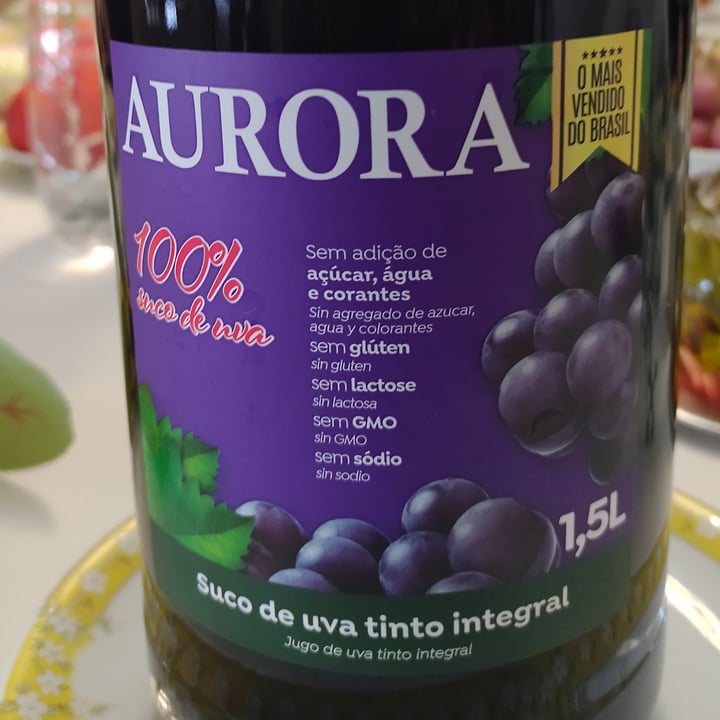 AURORA
★★★★★
O MAIS
VENDIDO
DO BRASIL
100%
suco de uva
Sem adição de
açúcar, água
e corantes
Sin agregado de azucar,
agua y colorantes
sem glúten
sin gluten
sem lactose
sin lactosa
sem GMO
sin GMO
sem sódio
sin sodio
1,5L
Suco de uva tinto integral
Jugo de uva tinto integral